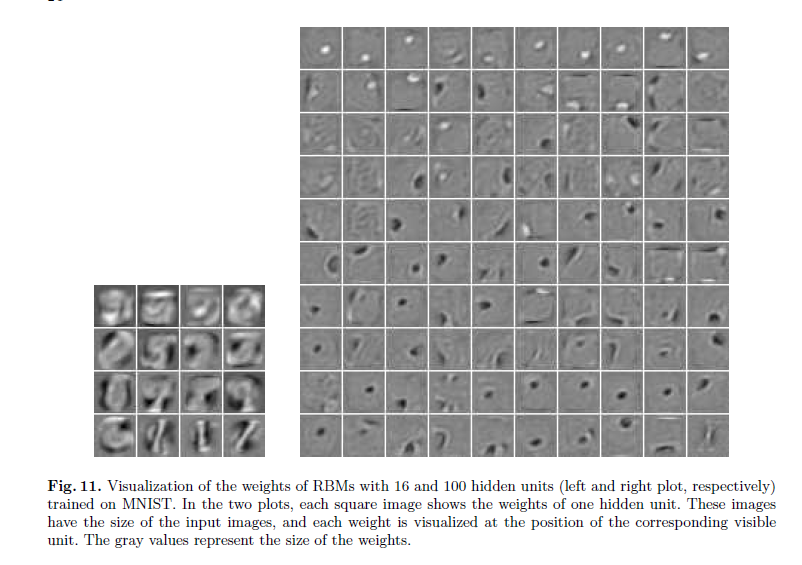 Fig. 11. Visualization of the weights of RBMs with 16 and 100 hidden units (left and right plot, respectively)
trained on MNIST. In the two plots, each square image shows the weights of one hidden unit. These images
have the size of the input images, and each weight is visualized at the position of the corresponding visible
unit. The gray values represent the size of the weights.